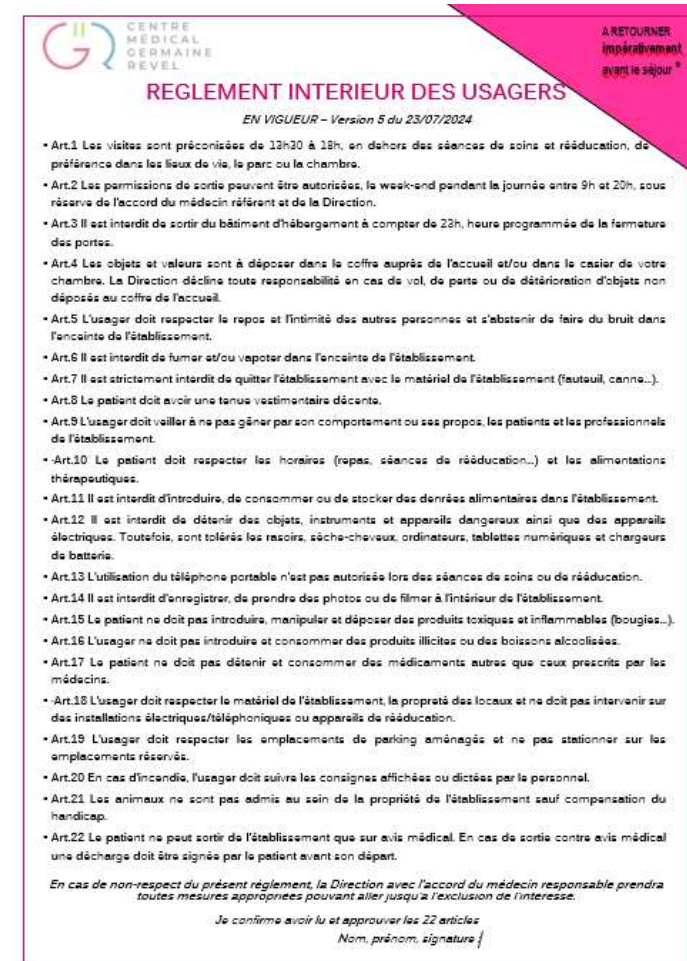 CENTRE
MÉDICAL
GERMAINE
REVEL
A RETOURNER
impérativement
avant le séjour *
REGLEMENT INTERIEUR DES USAGERS
EN VIGUEUR – Version 5 du 23/07/2024
• Art.1 Les visites sont préconisées de 13h30 à 18h, en dehors des séances de soins et rééducation, de
préférence dans les lieux de vie, le parc ou la chambre.
• Art.2 Les permissions de sortie peuvent être autorisées, le week-end pendant la journée entre 9h et 20h, sous
réserve de l'accord du médecin référent et de la Direction.
• Art.3 Il est interdit de sortir du bâtiment d'hébergement à compter de 23h, heure programmée de la fermeture
des portes.
• Art.4 Les objets et valeurs sont à déposer dans le coffre auprès de l'accueil et/ou dans le casier de votre
chambre. La Direction décline toute responsabilité en cas de vol, de perte ou de détérioration d'objets non
déposés au coffre de l'accueil.
• Art.5 L'usager doit respecter le repos et l'intimité des autres personnes et s'abstenir de faire du bruit dans
l'enceinte de l'établissement.
• Art.6 Il est interdit de fumer et/ou vapoter dans l'enceinte de l'établissement.
• Art.7 Il est strictement interdit de quitter l'établissement avec le matériel de l'établissement (fauteuil, canne...).
• Art.8 Le patient doit avoir une tenue vestimentaire décente.
• Art.9 L'usager doit veiller à ne pas gêner par son comportement ou ses propos, les patients et les professionnels
de l'établissement.
• -Art.10 Le patient doit respecter les horaires (repas, séances de rééducation...) et les alimentations
thérapeutiques.
• Art.11 Il est interdit d'introduire, de consommer ou de stocker des denrées alimentaires dans l'établissement.
• Art.12 Il est interdit de détenir des objets, instruments et appareils dangereux ainsi que des appareils
électriques. Toutefois, sont tolérés les rasoirs, sèche-cheveux, ordinateurs, tablettes numériques et chargeurs
de batterie.
• Art.13 L'utilisation du téléphone portable n'est pas autorisée lors des séances de soins ou de rééducation.
• Art.14 Il est interdit d'enregistrer, de prendre des photos ou de filmer à l'intérieur de l'établissement.
• Art.15 Le patient ne doit pas introduire, manipuler et déposer des produits toxiques et inflammables (bougies...).
• Art.16 L'usager ne doit pas introduire et consommer des produits illicites ou des boissons alcoolisées.
• Art.17 Le patient ne doit pas détenir et consommer des médicaments autres que ceux prescrits par les
médecins.
• -Art.18 L'usager doit respecter le matériel de l'établissement, la propreté des locaux et ne doit pas intervenir sur
des installations électriques/téléphoniques ou appareils de rééducation.
• Art.19 L'usager doit respecter les emplacements de parking aménagés et ne pas stationner sur les
emplacements réservés.
• Art.20 En cas d'incendie, l'usager doit suivre les consignes affichées ou dictées par le personnel.
• Art.21 Les animaux ne sont pas admis au sein de la propriété de l'établissement sauf compensation du
handicap.
• Art.22 Le patient ne peut sortir de l'établissement que sur avis médical. En cas de sortie contre avis médical
une décharge doit être signée par le patient avant son départ.
En cas de non-respect du présent règlement, la Direction avec l'accord du médecin responsable prendra
toutes mesures appropriées pouvant aller jusqu'à l'exclusion de l'intéressé.
Je confirme avoir lu et approuver les 22 articles
Nom, prénom, signature :